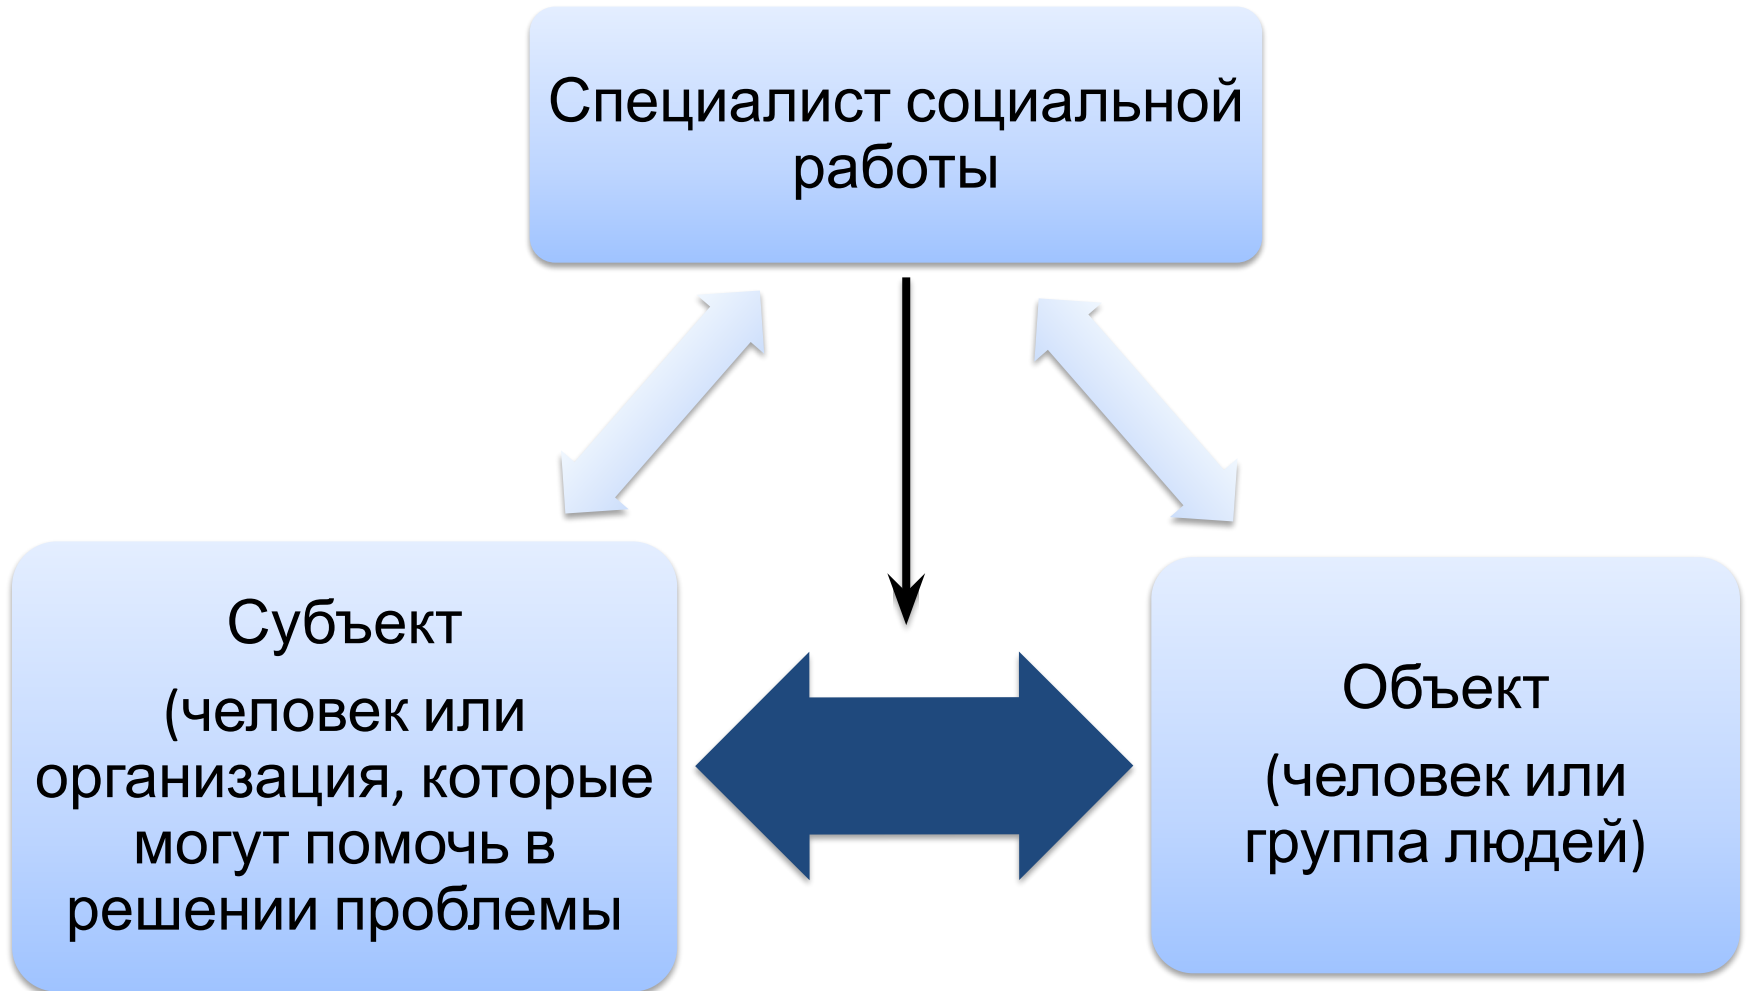 Специалист социальной
работы
Субъект
(человек или
организация, которые
могут помочь в
решении проблемы
Объект
(человек или
группа людей)